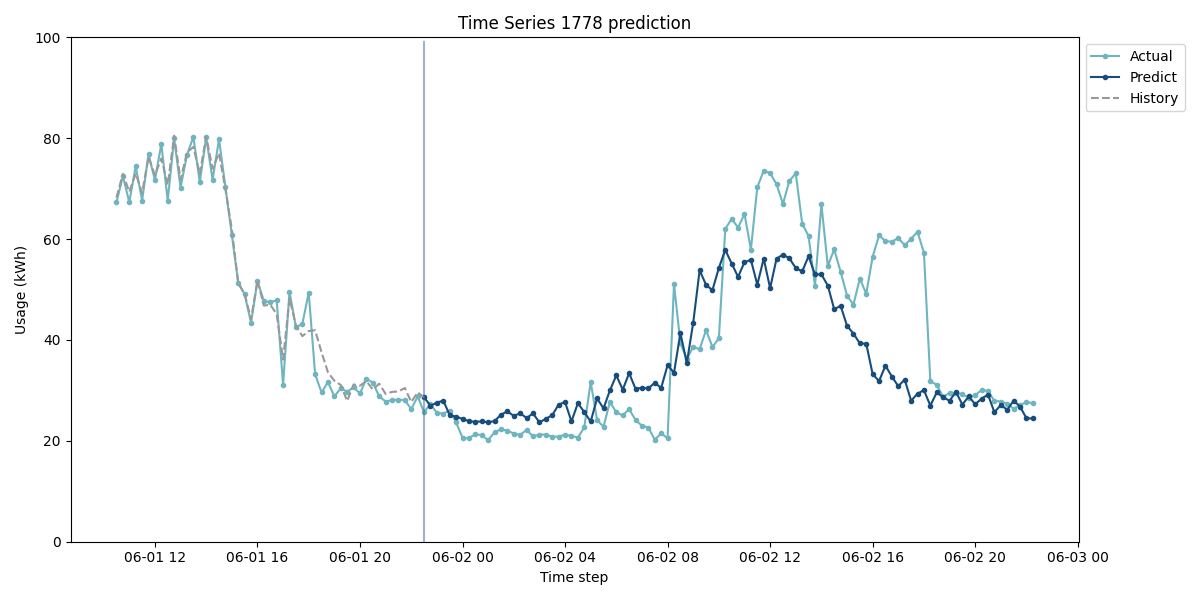 Time Series 1778 prediction
100
80
60
40
20
0
Usage (kWh)
06-01 12
06-01 16
06-01 20
06-02 00
06-02 04
06-02 08
06-02 12
06-02 16
06-02 20
06-03 00
Time step
Actual
Predict
History